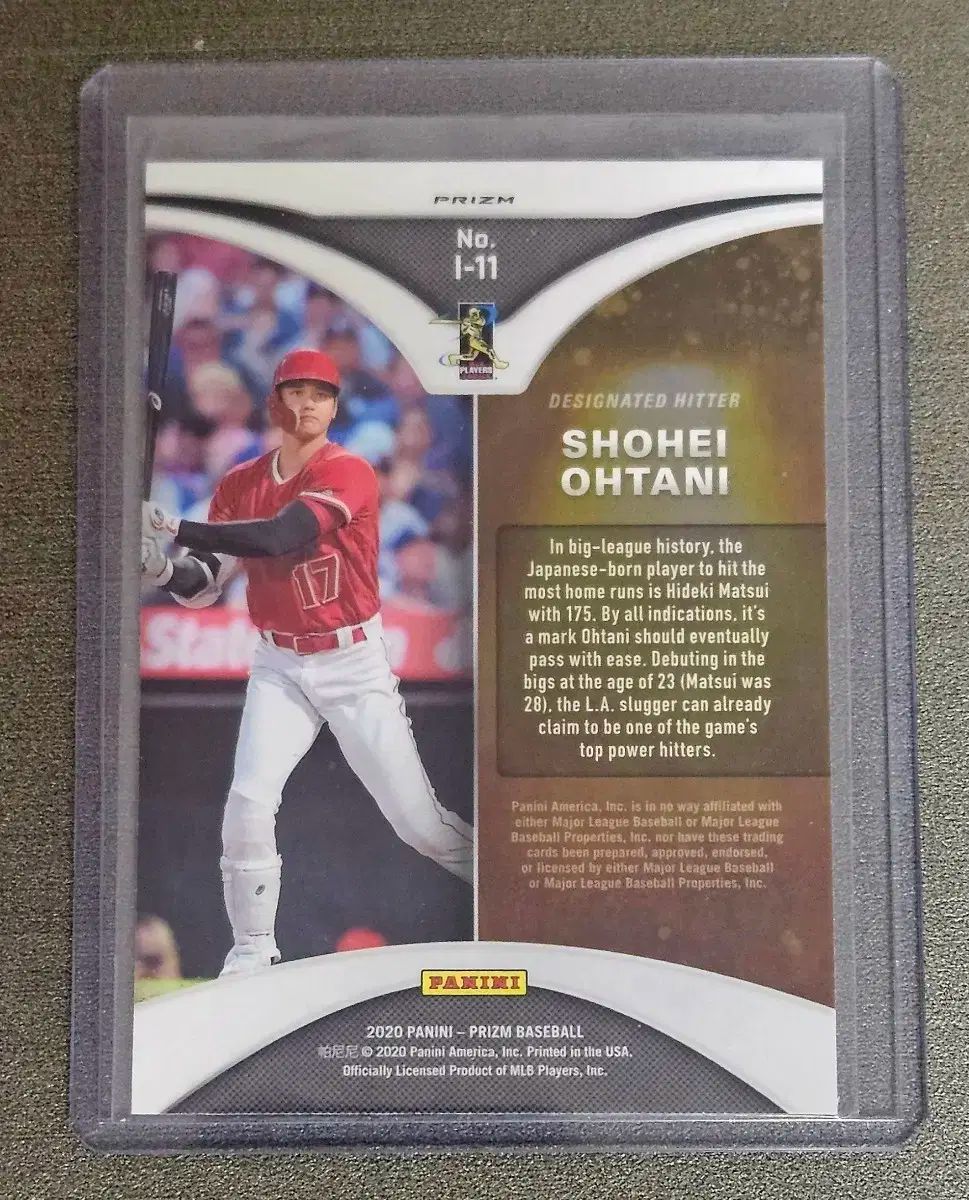 PRIZM
No.
I-11
PLAYERS
DESIGNATED HITTER
SHOHEI
OHTANI
In big-league history, the
Japanese-born player to hit the
most home runs is Hideki Matsui
with 175. By all indications, it's
a mark Ohtani should eventually
pass with ease. Debuting in the
bigs at the age of 23 (Matsui was
28), the L.A. slugger can already
claim to be one of the game's
top power hitters.
17
State
Panini America, Inc. is in no way affiliated with
either Major League Baseball or Major League
Baseball Properties, Inc. nor have these trading
cards been prepared, approved, endorsed,
or licensed by either Major League Baseball
or Major League Baseball Properties, Inc.
PANINI
2020 PANINI – PRIZM BASEBALL
帕尼尼 © 2020 Panini America, Inc. Printed in the USA.
Officially Licensed Product of MLB Players, Inc.